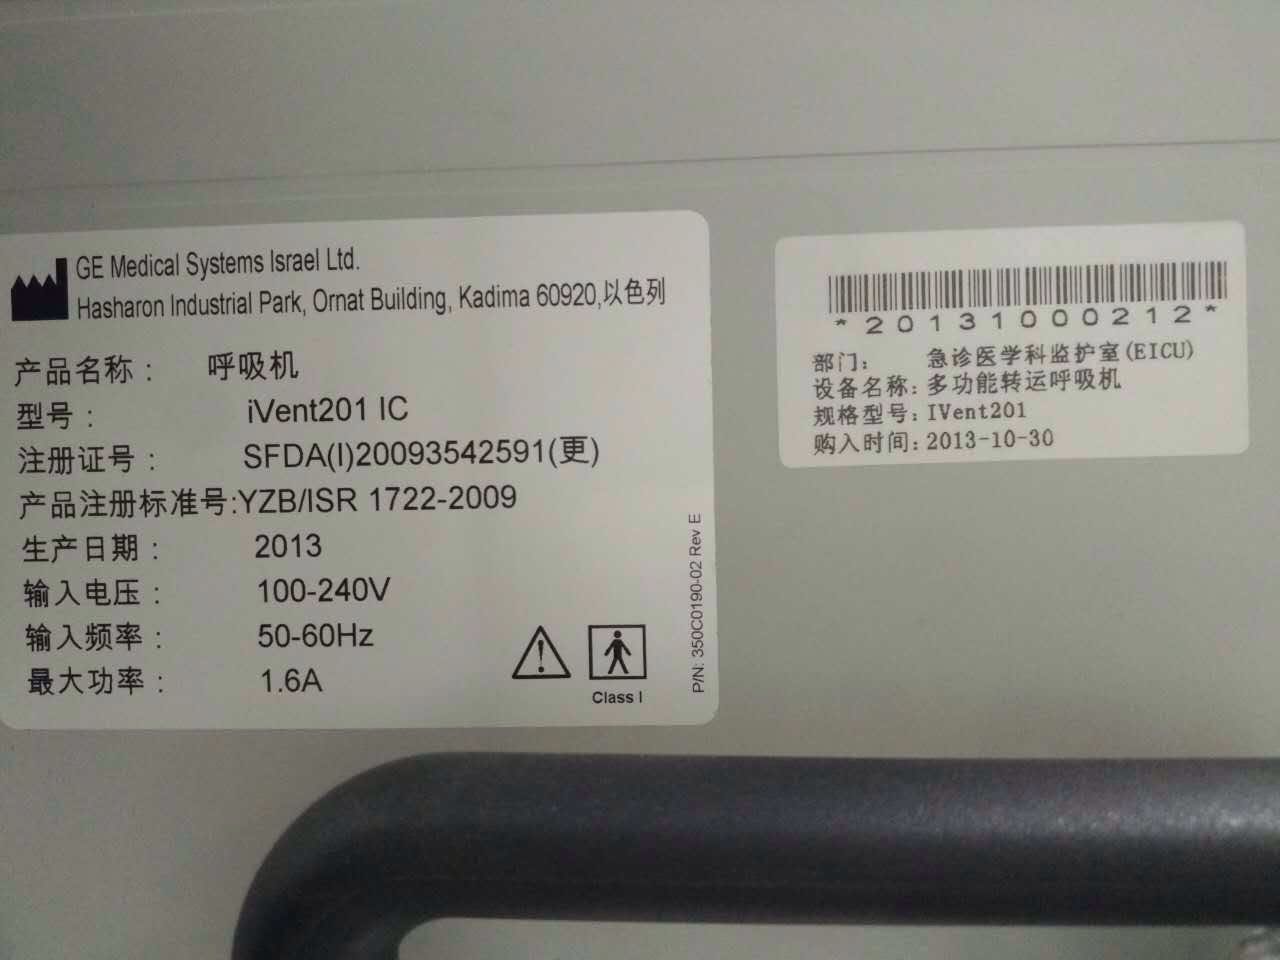 GE Medical Systems Israel Ltd.
Hasharon Industrial Park, Ornat Building, Kadima 60920,以色列
产品名称： 呼吸机
型号： iVent201 IC
注册证号： SFDA(I)20093542591(更)
产品注册标准号:YZB/ISR 1722-2009
生产日期： 2013
输入电压： 100-240V
输入频率： 50-60Hz
最大功率： 1.6A
Class I
P/N: 350C0190-02 Rev E
*20131000212*
部门: 急诊医学科监护室(EICU)
设备名称: 多功能转运呼吸机
规格型号: IVent201
购入时间: 2013-10-30